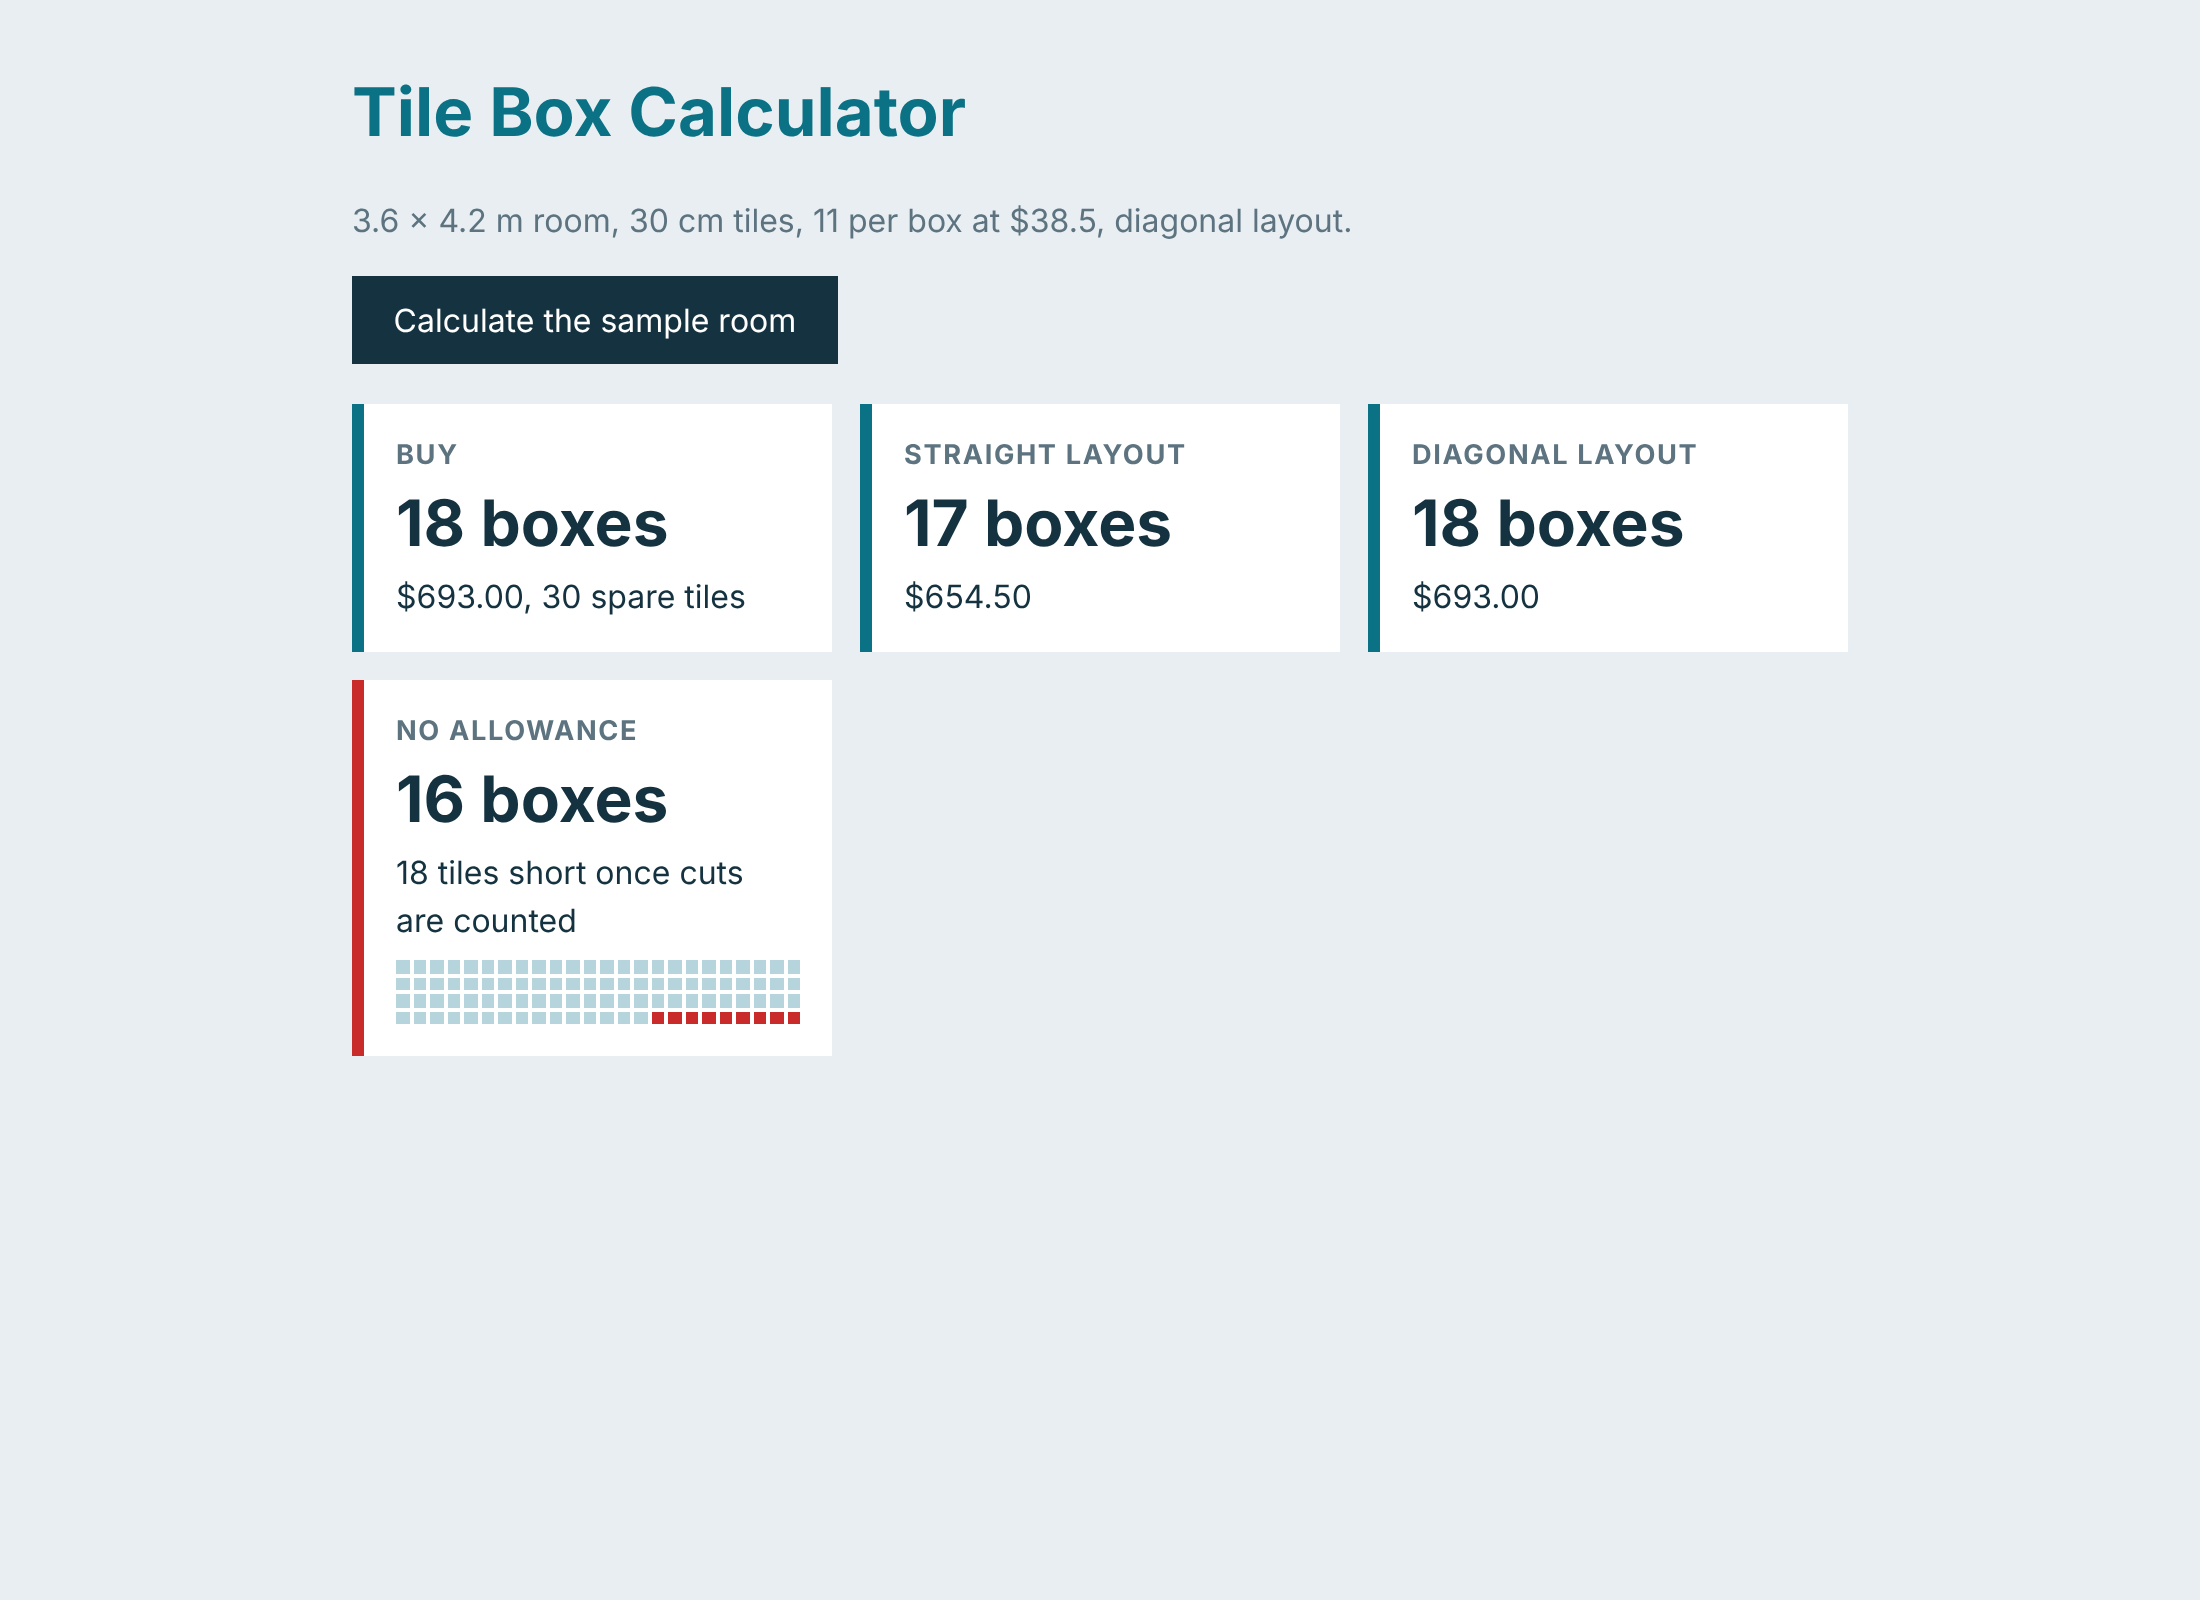 Tile Box Calculator
3.6 × 4.2 m room, 30 cm tiles, 11 per box at $38.5, diagonal layout.
Calculate the sample room
BUY
18 boxes
$693.00, 30 spare tiles
STRAIGHT LAYOUT
17 boxes
$654.50
DIAGONAL LAYOUT
18 boxes
$693.00
NO ALLOWANCE
16 boxes
18 tiles short once cuts
are counted